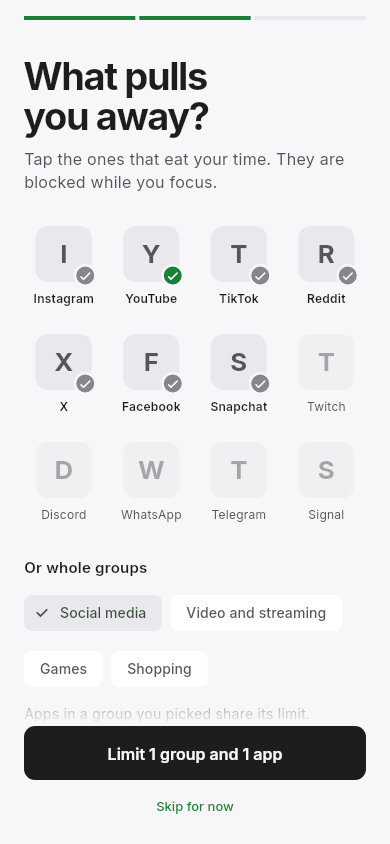 What pulls
you away?
Tap the ones that eat your time. They are
blocked while you focus.
I Y T R
Instagram YouTube TikTok Reddit
X F S T
X Facebook Snapchat Twitch
D W T S
Discord WhatsApp Telegram Signal
Or whole groups
Social media Video and streaming
Games Shopping
Apps in a group you picked share its limit.
Limit 1 group and 1 app
Skip for now